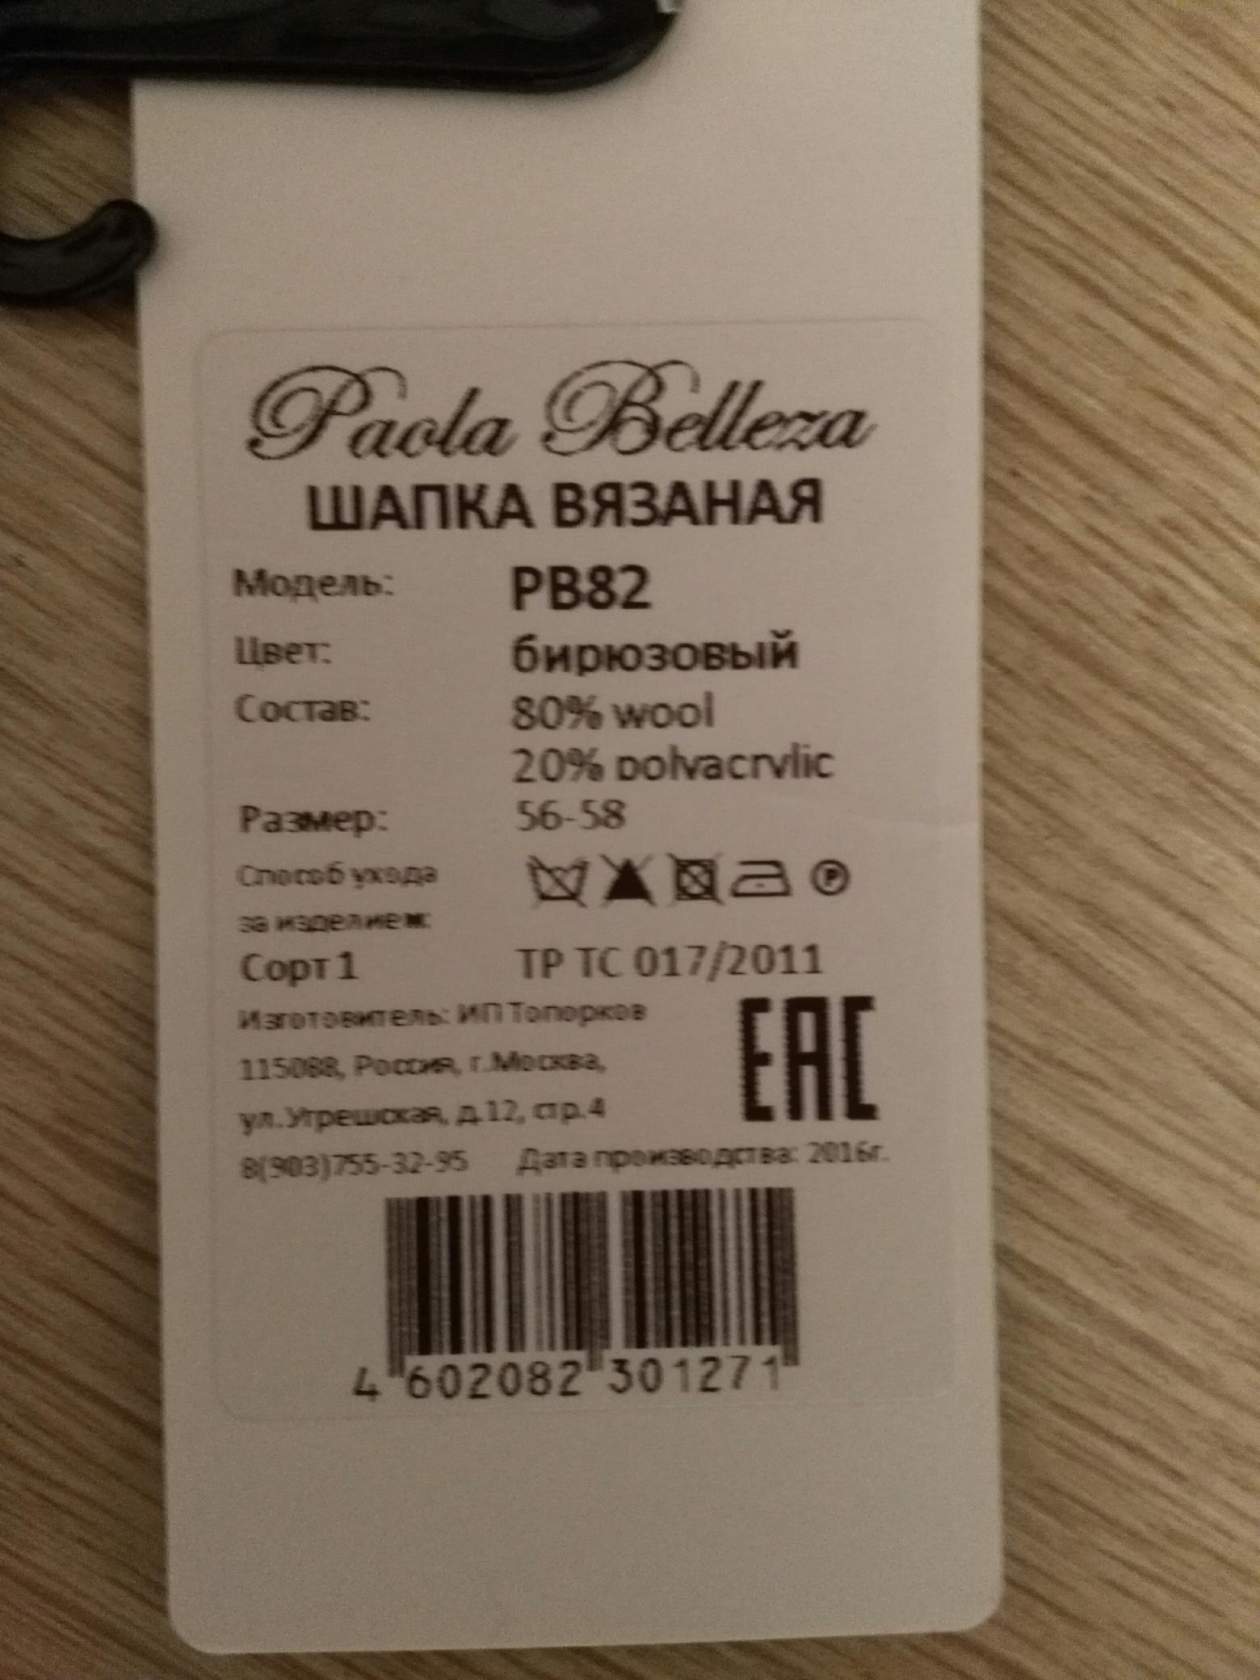 Paola Belleza
ШАПКА ВЯЗАНАЯ
Модель: PB82
Цвет: бирюзовый
Состав: 80% wool
20% polyacrylic
Размер: 56-58
Способ ухода
за изделием:
P
Сорт 1 ТР ТС 017/2011
Изготовитель: ИП Топорков
EAC
115088, Россия, г.Москва,
ул.Угрешская, д.12, стр.4
8(903)755-32-95 Дата производства: 2016г.
4 602082 301271